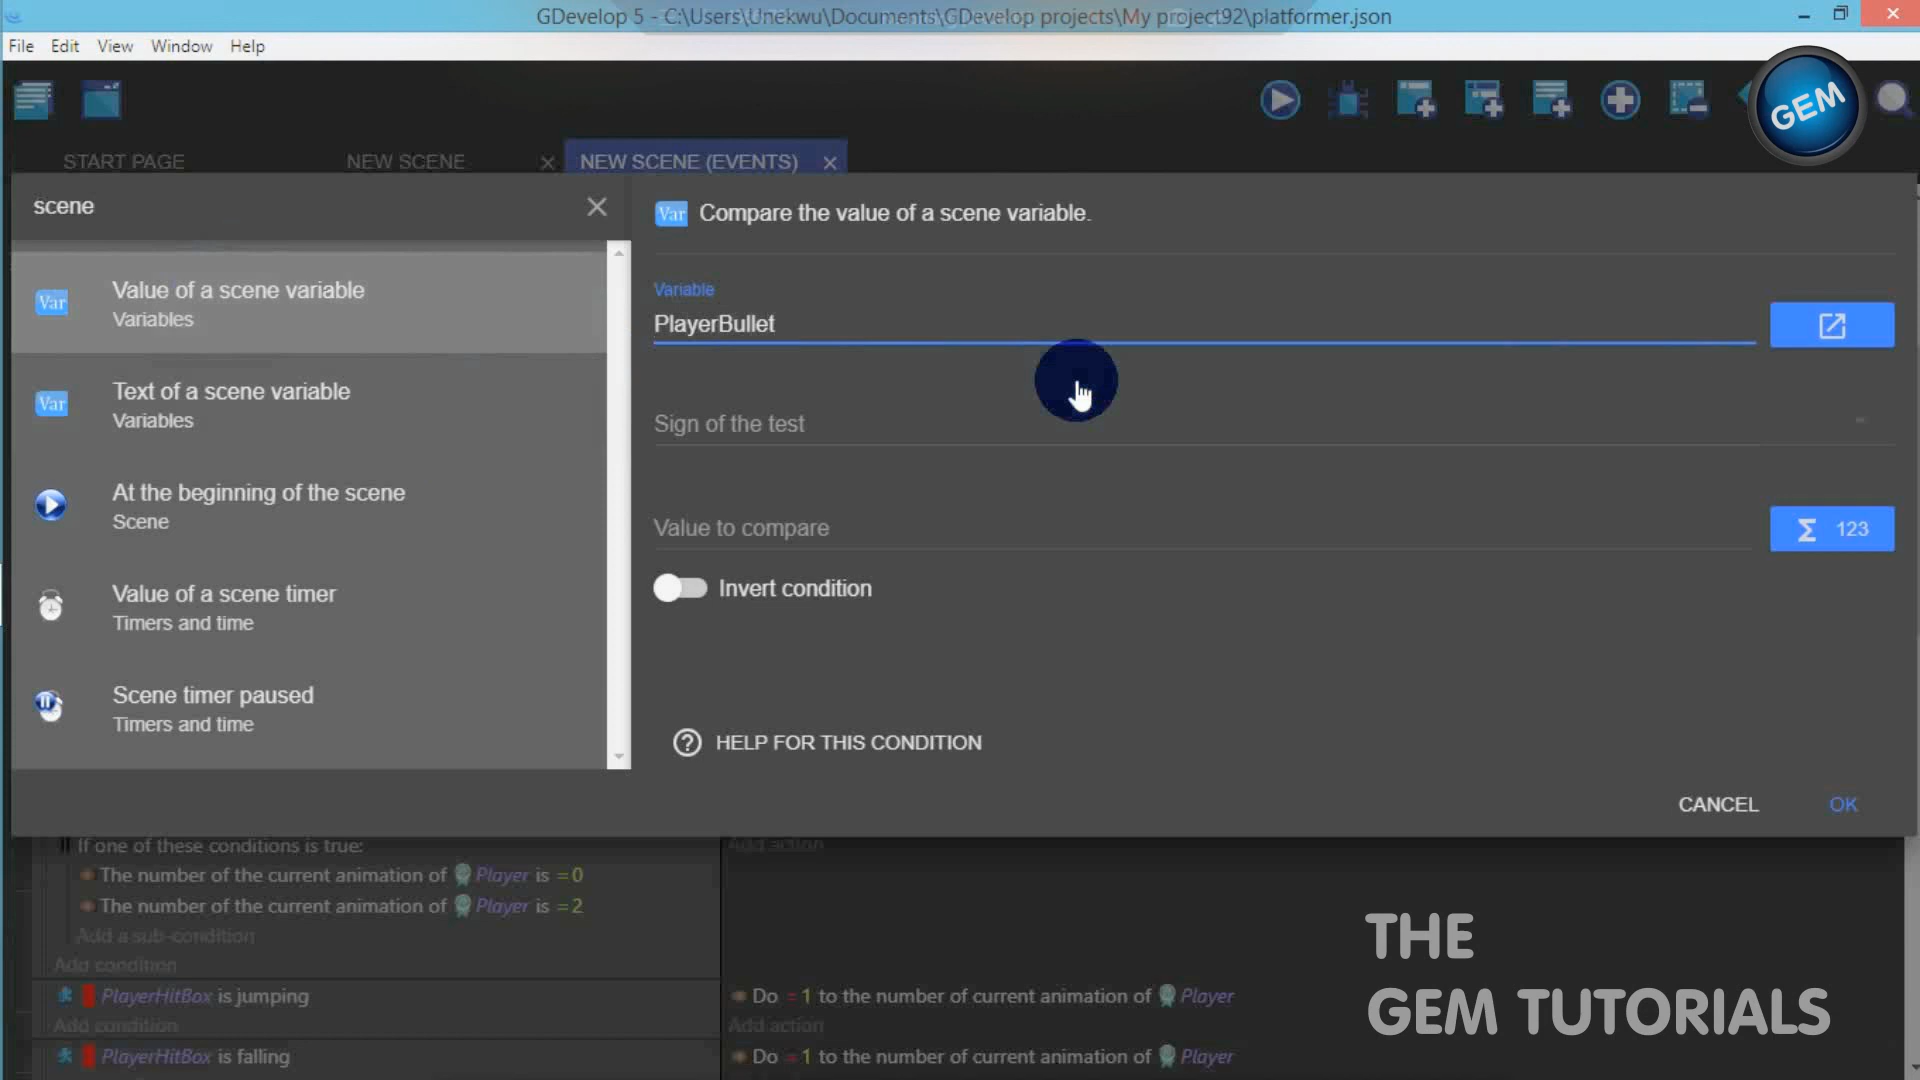 GDevelop 5 - C:\Users\Unekwu\Documents\GDevelop projects\My project92\platformer.json
File Edit View Window Help
GEM
START PAGE
NEW SCENE
NEW SCENE (EVENTS)
scene
Var Compare the value of a scene variable.
Var Value of a scene variable
Variables
Variable
PlayerBullet
Var Text of a scene variable
Variables
Sign of the test
At the beginning of the scene
Scene
Value to compare
Σ 123
Value of a scene timer
Timers and time
Invert condition
Scene timer paused
Timers and time
? HELP FOR THIS CONDITION
CANCEL OK
If one of these conditions is true:
Add action
The number of the current animation of Player is = 0
The number of the current animation of Player is = 2
Add a sub-condition
Add condition
PlayerHitBox is jumping
Do = 1 to the number of current animation of Player
Add condition
Add action
PlayerHitBox is falling
Do = 1 to the number of current animation of Player
THE
GEM TUTORIALS